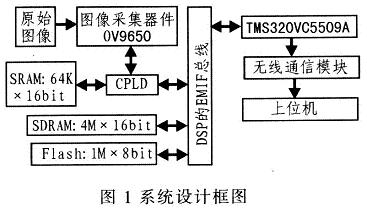 原始
图像
图像采集器件
OV9650
SRAM:64K
×16bit
CPLD
SDRAM:4M×16bit
Flash:1M×8bit
DSP的EMIF总线
TMS320VC5509A
无线通信模块
上位机
图 1 系统设计框图